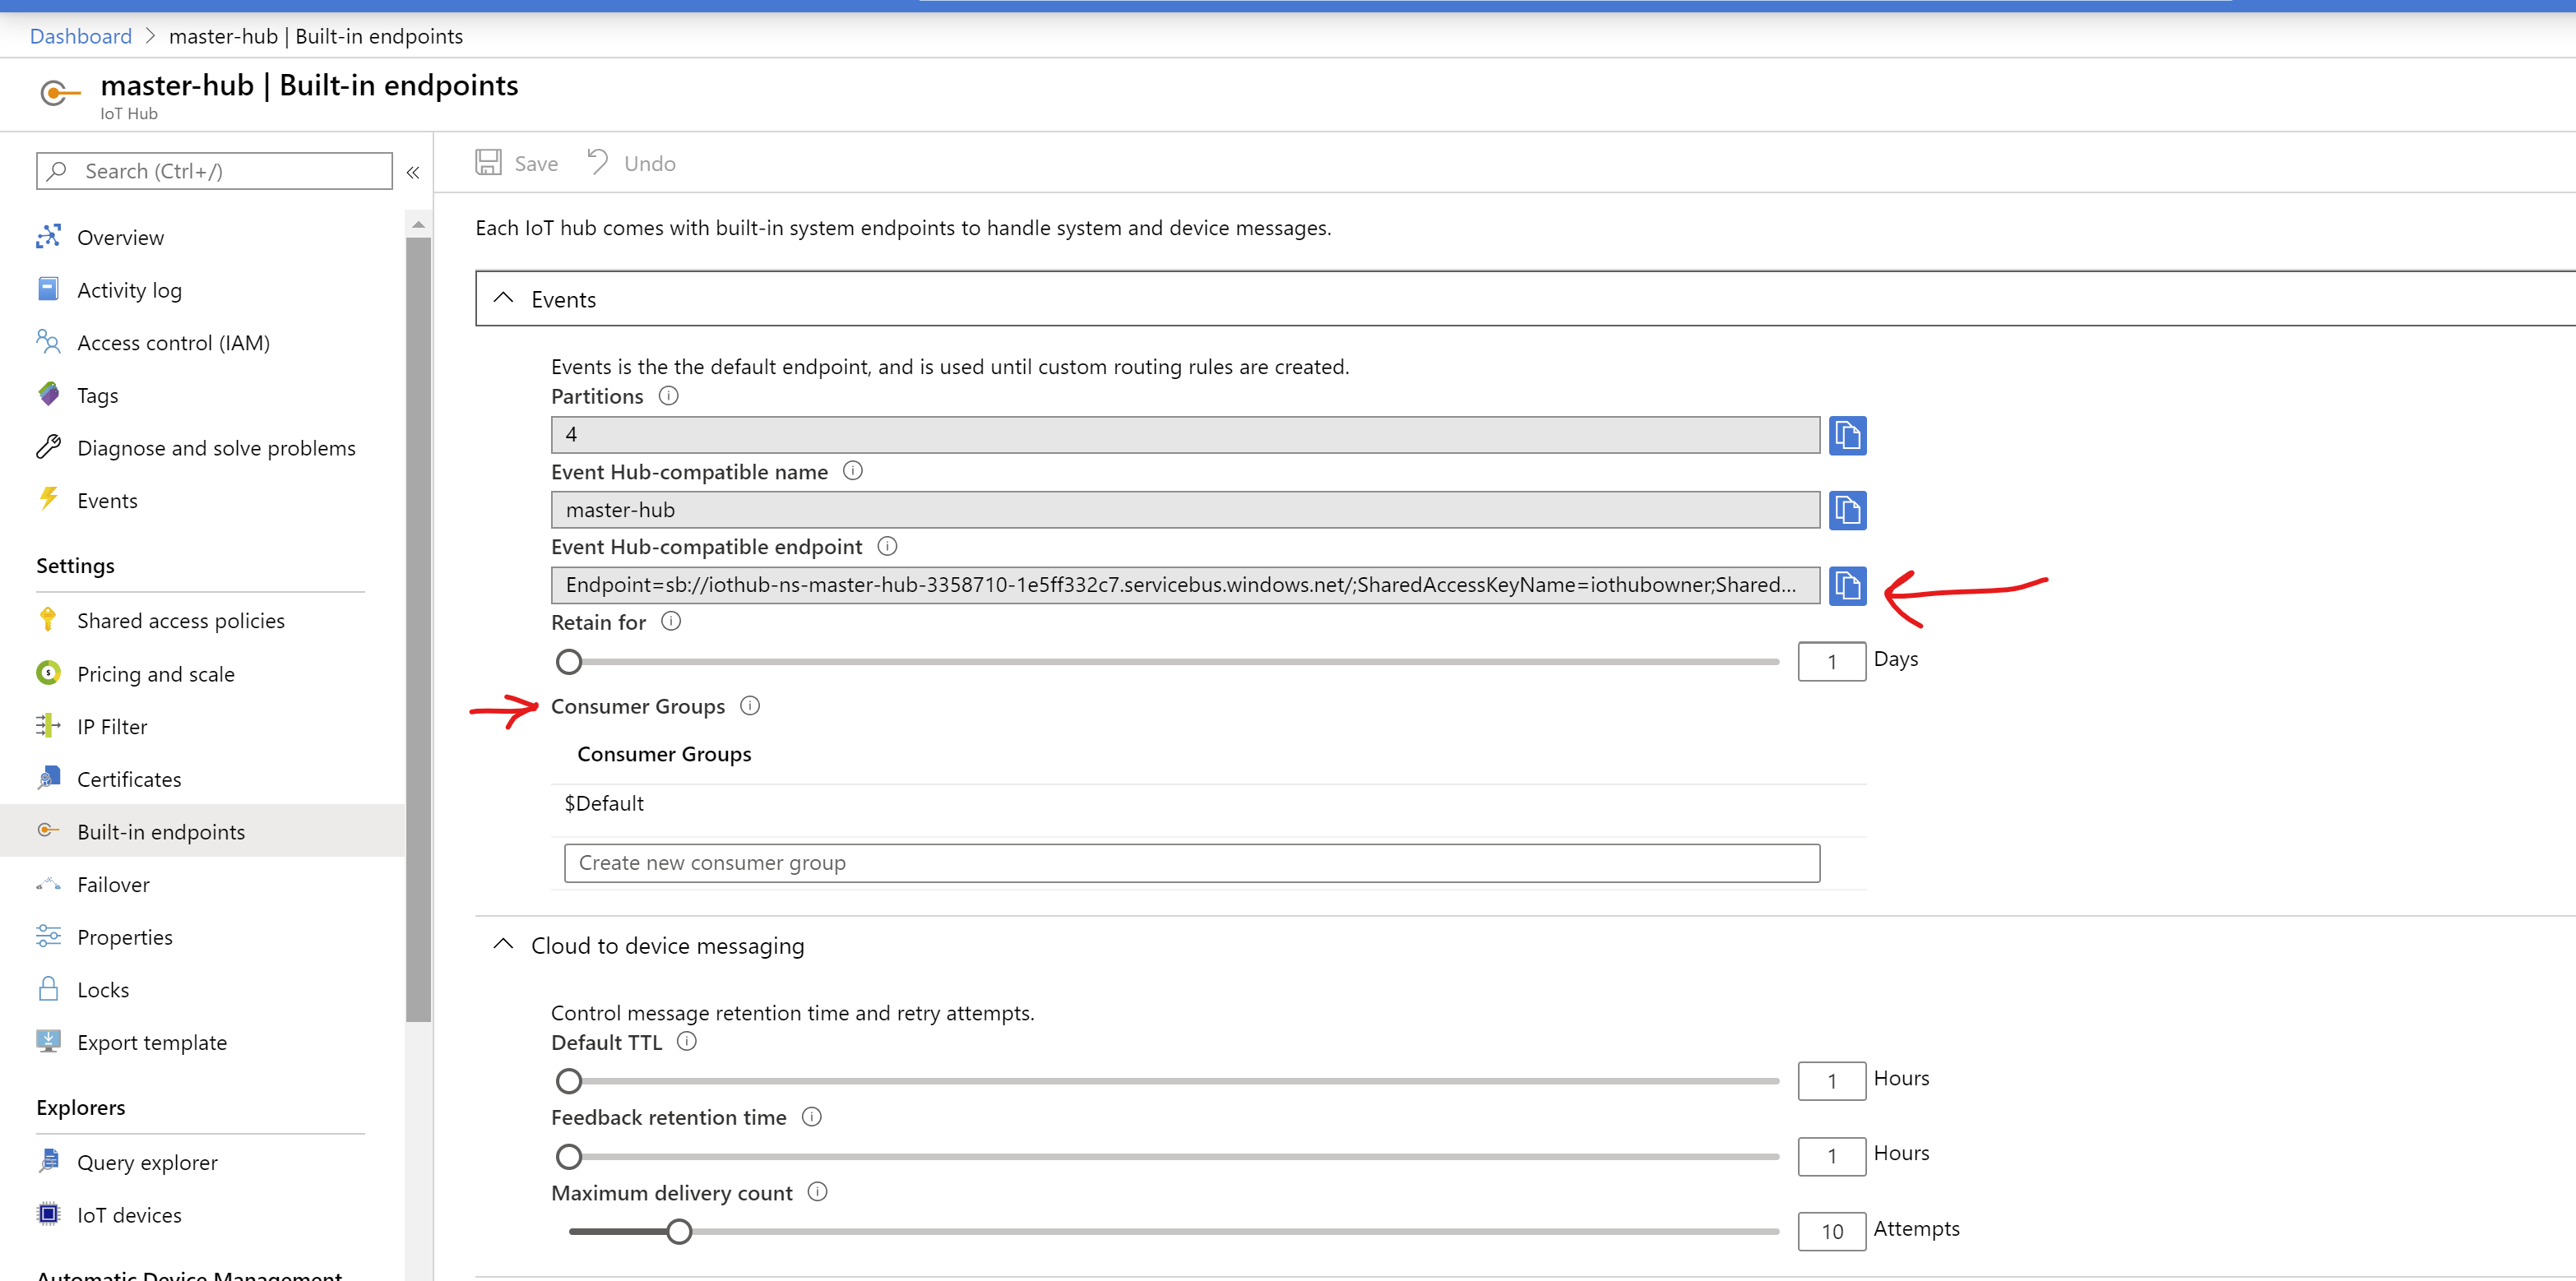 Dashboard > master-hub | Built-in endpoints
master-hub | Built-in endpoints
IoT Hub
Search (Ctrl+/)
«
Overview
Activity log
Access control (IAM)
Tags
Diagnose and solve problems
Events
Settings
Shared access policies
Pricing and scale
IP Filter
Certificates
Built-in endpoints
Failover
Properties
Locks
Export template
Explorers
Query explorer
IoT devices
Automatic Device Management
Save Undo
Each IoT hub comes with built-in system endpoints to handle system and device messages.
Events
Events is the the default endpoint, and is used until custom routing rules are created.
Partitions
4
Event Hub-compatible name
master-hub
Event Hub-compatible endpoint
Endpoint=sb://iothub-ns-master-hub-3358710-1e5ff332c7.servicebus.windows.net/;SharedAccessKeyName=iothubowner;Shared...
Retain for
1 Days
Consumer Groups
Consumer Groups
$Default
Create new consumer group
Cloud to device messaging
Control message retention time and retry attempts.
Default TTL
1 Hours
Feedback retention time
1 Hours
Maximum delivery count
10 Attempts